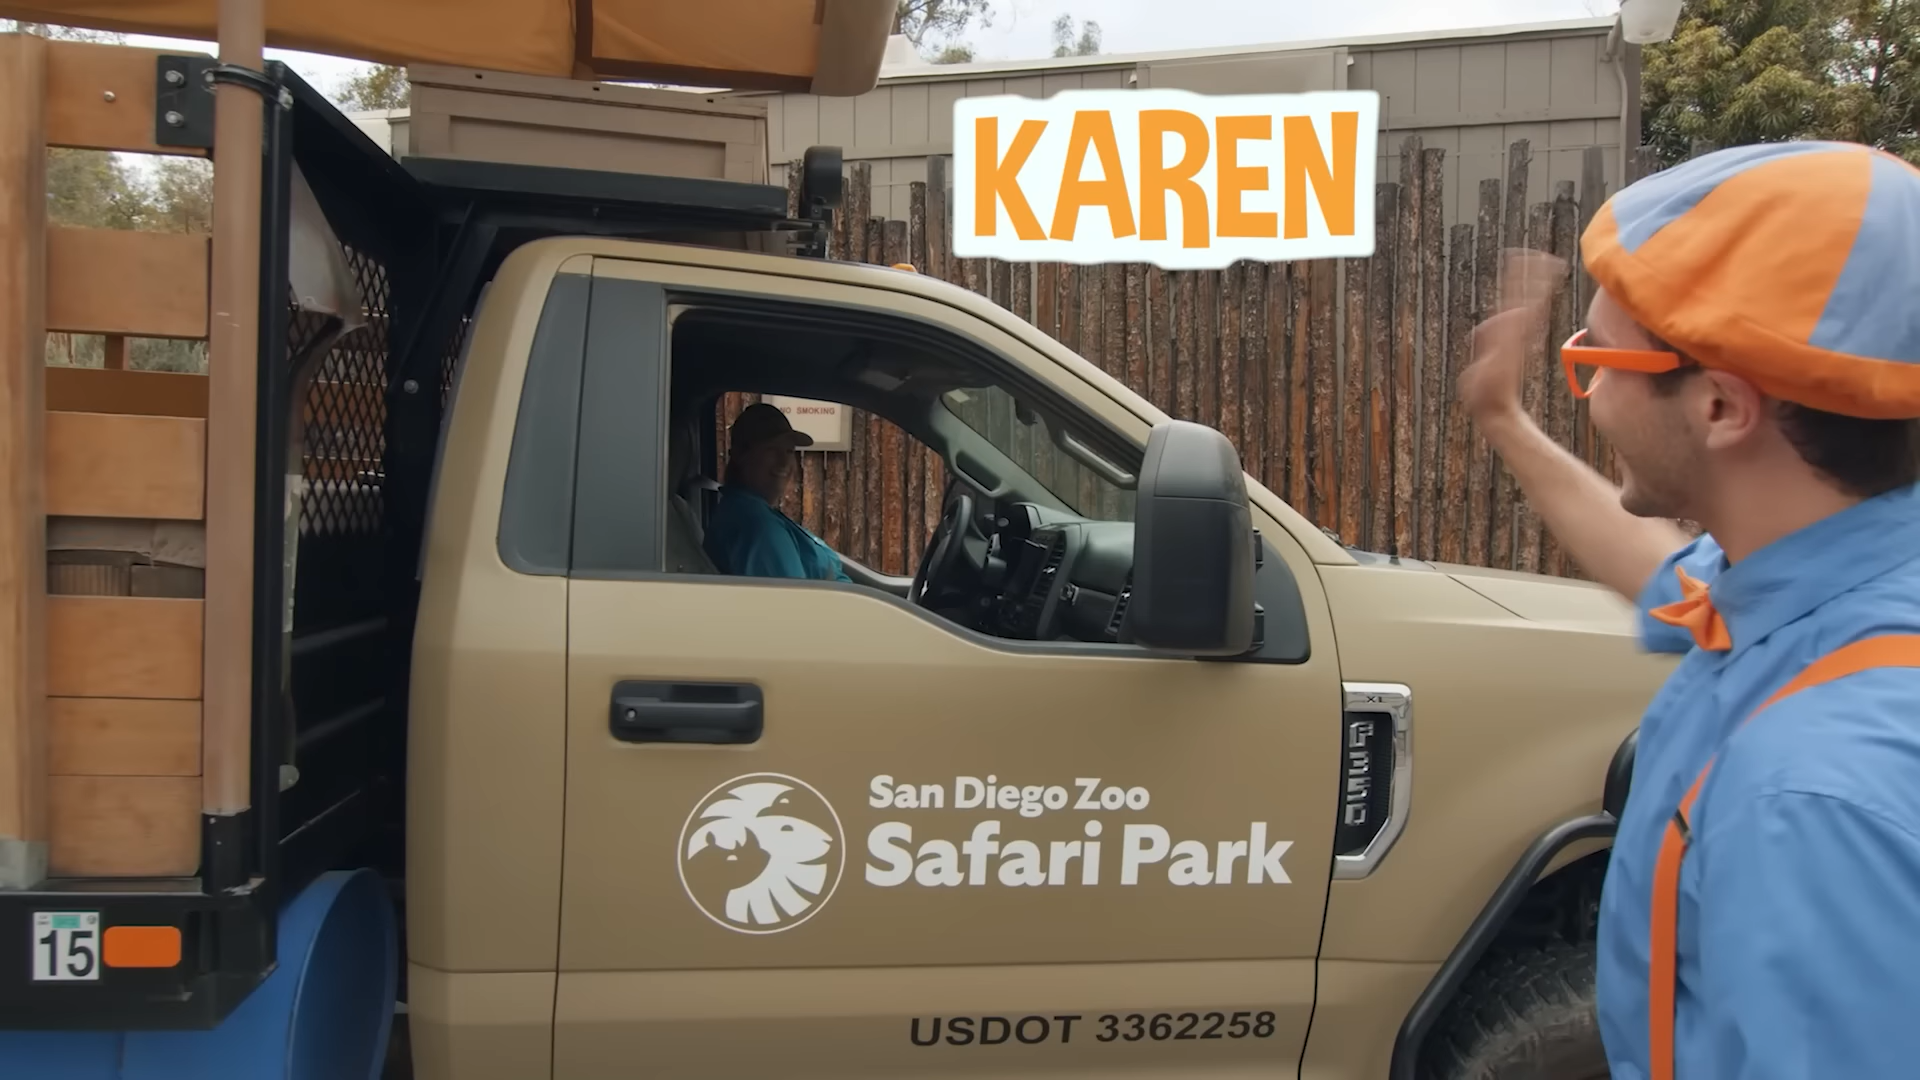 KAREN
NO SMOKING
XL
F350
San Diego Zoo
Safari Park
15
USDOT 3362258